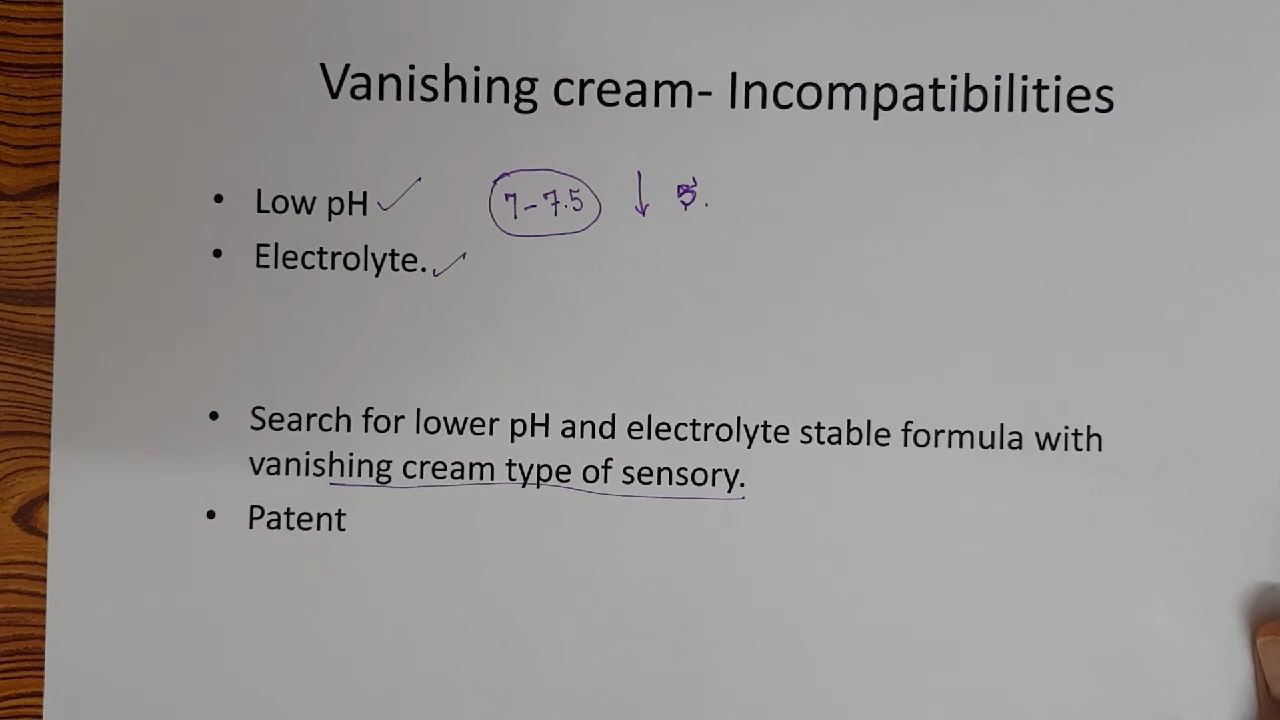 Vanishing cream- Incompatibilities
• Low pH ✓ 7-7.5 ↓ 5.
• Electrolyte. ✓
• Search for lower pH and electrolyte stable formula with
vanishing cream type of sensory.
• Patent